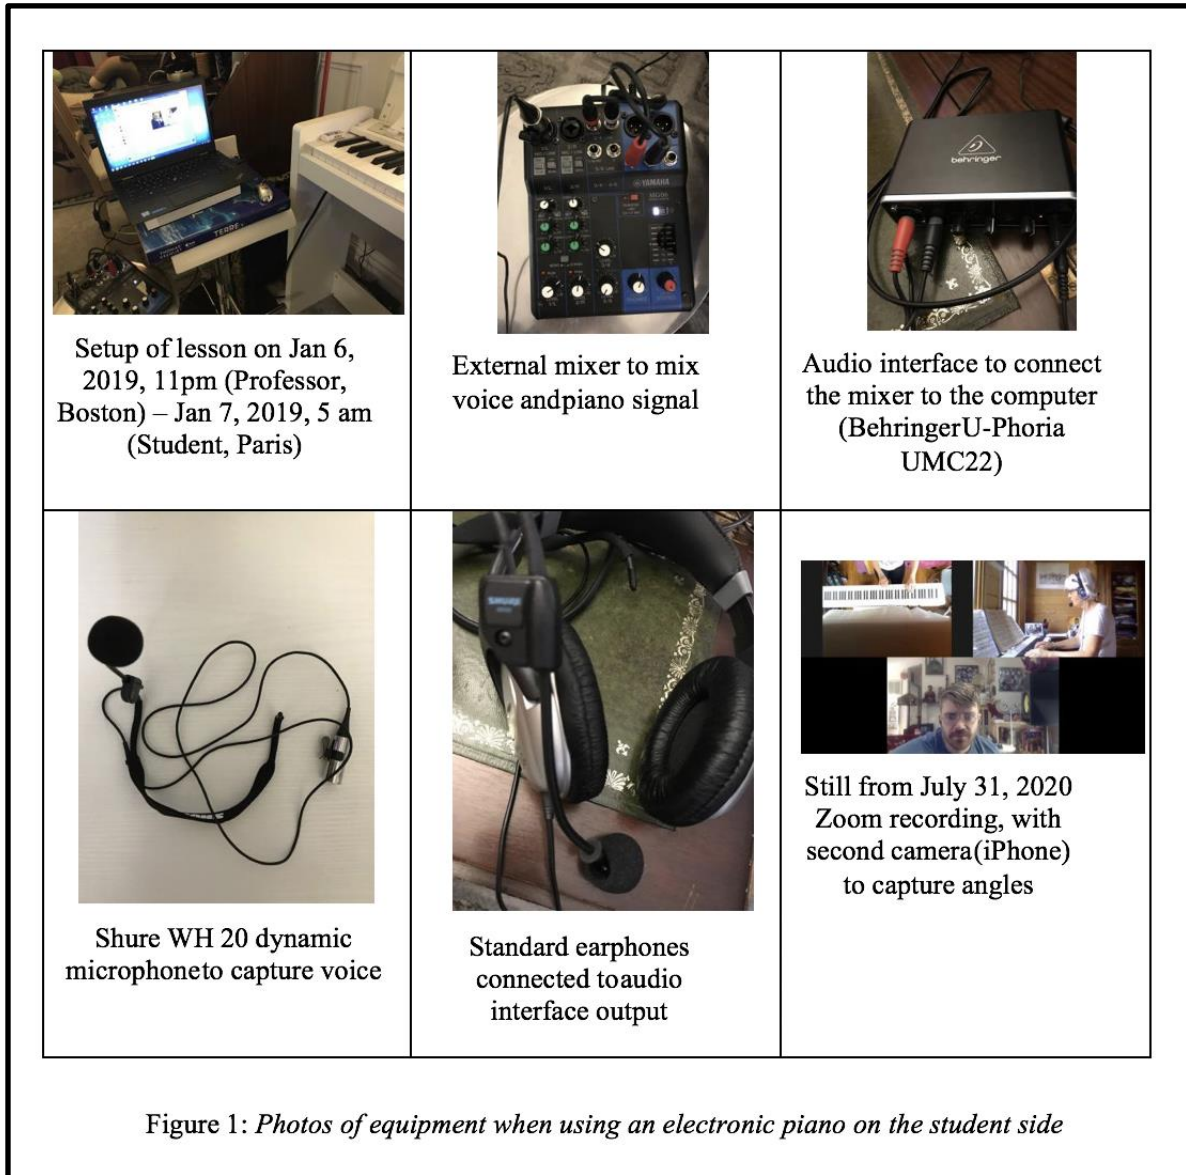 TERRE
YAMAHA
behringer
Setup of lesson on Jan 6,
2019, 11pm (Professor,
Boston) – Jan 7, 2019, 5 am
(Student, Paris)
External mixer to mix
voice andpiano signal
Audio interface to connect
the mixer to the computer
(BehringerU-Phoria
UMC22)
SHURE
Shure WH 20 dynamic
microphoneto capture voice
Standard earphones
connected toaudio
interface output
Still from July 31, 2020
Zoom recording, with
second camera(iPhone)
to capture angles
Figure 1: Photos of equipment when using an electronic piano on the student side